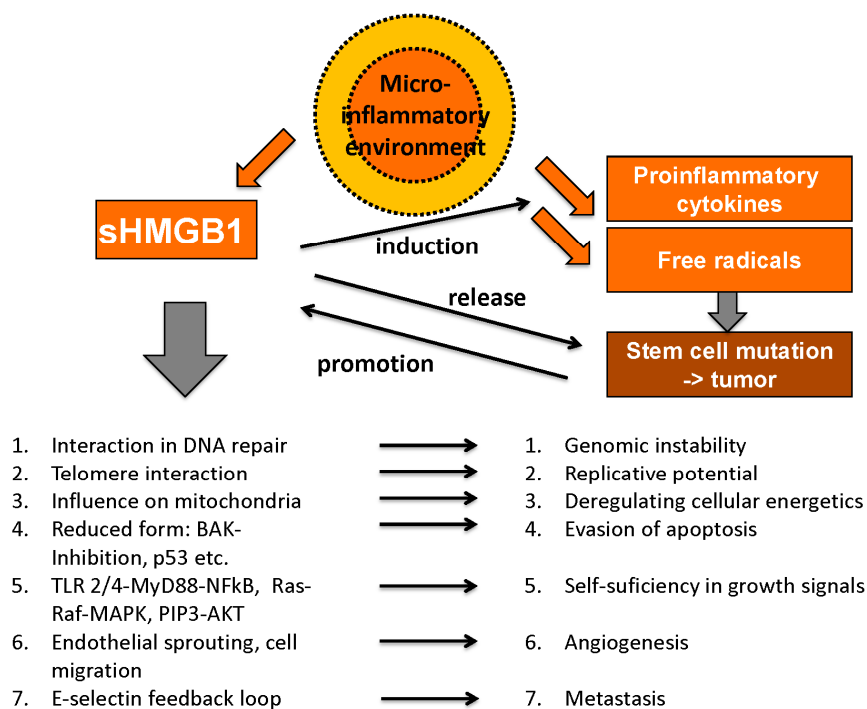 Micro-
inflammatory
environment
sHMGB1
Proinflammatory
cytokines
Free radicals
induction
release
promotion
Stem cell mutation
-> tumor
1. Interaction in DNA repair
2. Telomere interaction
3. Influence on mitochondria
4. Reduced form: BAK-
Inhibition, p53 etc.
5. TLR 2/4-MyD88-NFkB, Ras-
Raf-MAPK, PIP3-AKT
6. Endothelial sprouting, cell
migration
7. E-selectin feedback loop
1. Genomic instability
2. Replicative potential
3. Deregulating cellular energetics
4. Evasion of apoptosis
5. Self-suficiency in growth signals
6. Angiogenesis
7. Metastasis